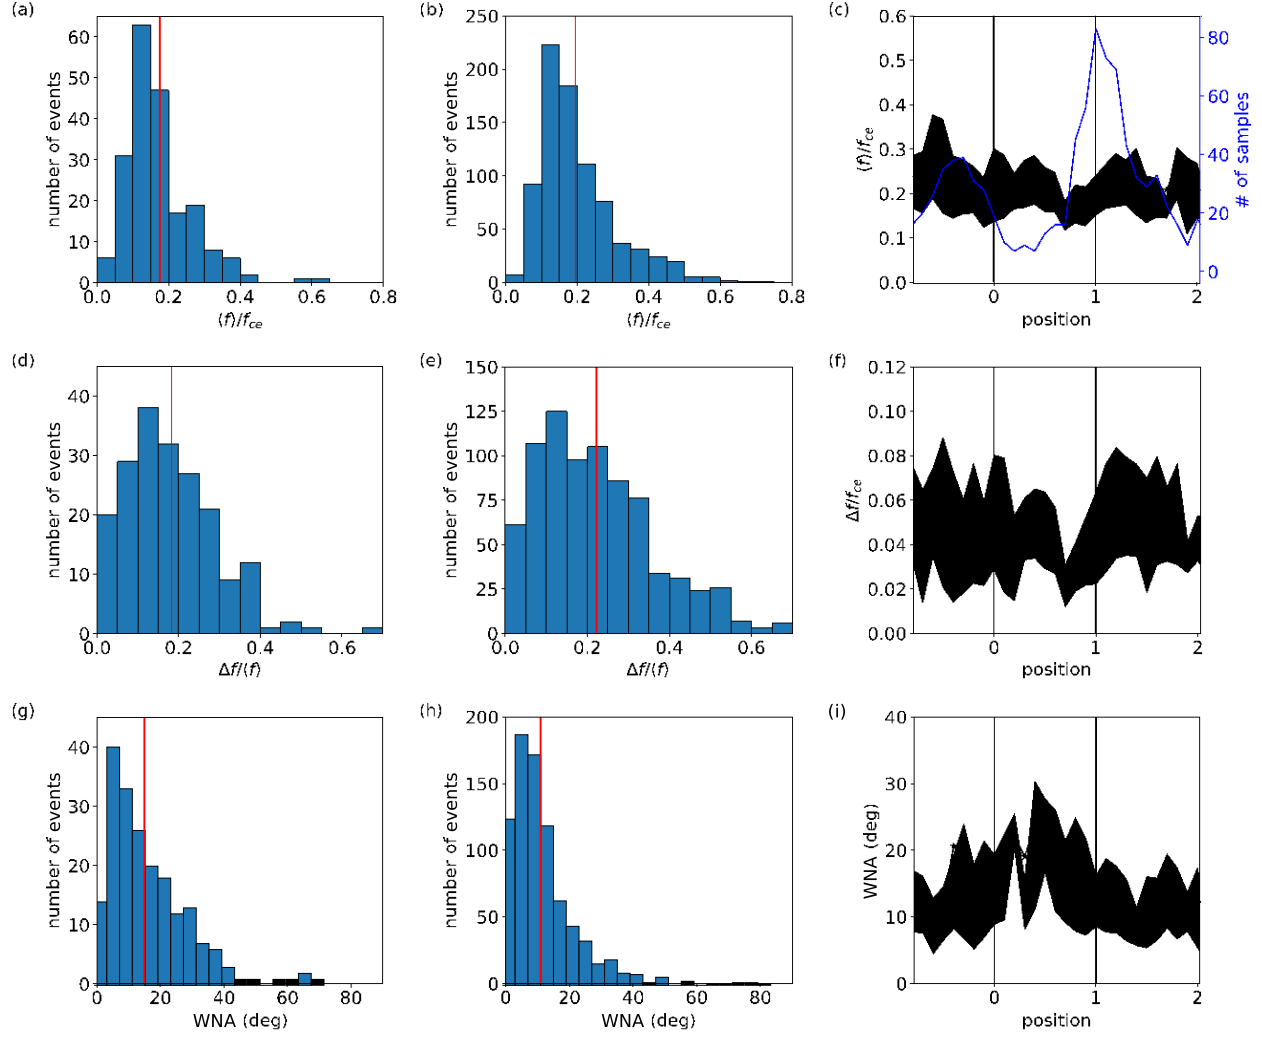 (a)
number of events
60
50
40
30
20
10
0
0.0 0.2 0.4 0.6 0.8
⟨f⟩/f_ce
(b)
number of events
250
200
150
100
50
0
0.0 0.2 0.4 0.6 0.8
⟨f⟩/f_ce
(c)
⟨f⟩/f_ce
0.6
0.5
0.4
0.3
0.2
0.1
0.0
0 1 2
position
80
60
40
20
0
# of samples
(d)
number of events
40
30
20
10
0
0.0 0.2 0.4 0.6
Δf/⟨f⟩
(e)
number of events
150
125
100
75
50
25
0
0.0 0.2 0.4 0.6
Δf/⟨f⟩
(f)
Δf/f_ce
0.12
0.10
0.08
0.06
0.04
0.02
0.00
0 1 2
position
(g)
number of events
40
30
20
10
0
0 20 40 60 80
WNA (deg)
(h)
number of events
200
150
100
50
0
0 20 40 60 80
WNA (deg)
(i)
WNA (deg)
40
30
20
10
0
0 1 2
position